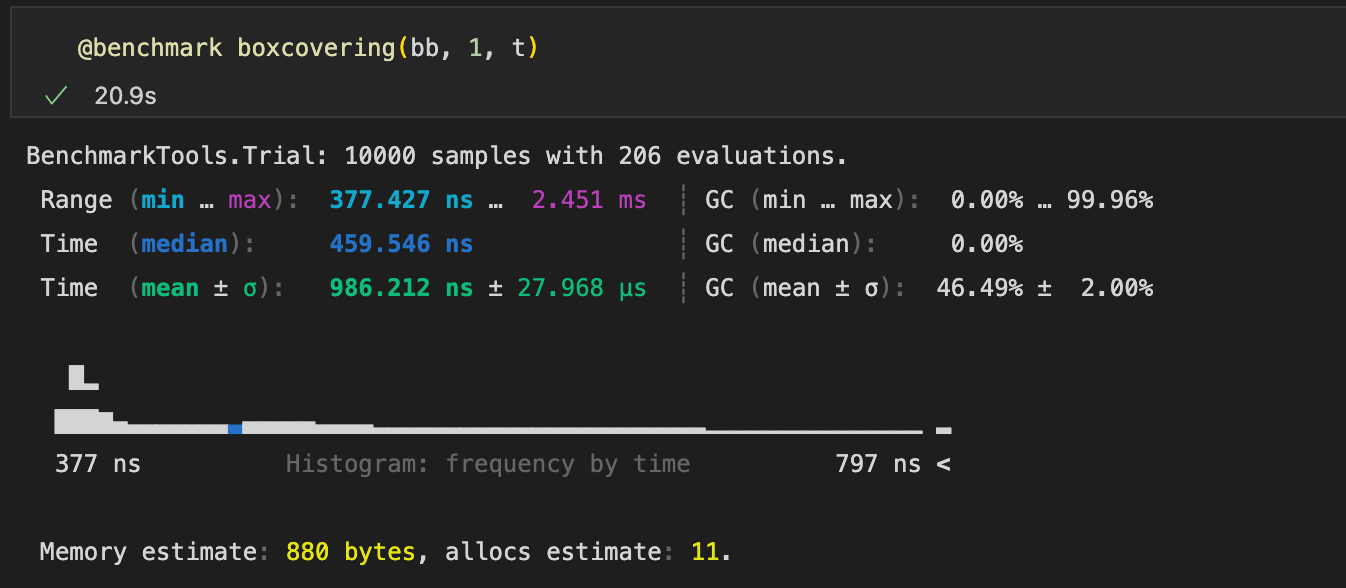 @benchmark boxcovering(bb, 1, t)
✓ 20.9s
BenchmarkTools.Trial: 10000 samples with 206 evaluations.
Range (min … max): 377.427 ns … 2.451 ms ┊ GC (min … max): 0.00% … 99.96%
Time (median): 459.546 ns ┊ GC (median): 0.00%
Time (mean ± σ): 986.212 ns ± 27.968 μs ┊ GC (mean ± σ): 46.49% ± 2.00%
377 ns Histogram: frequency by time 797 ns <
Memory estimate: 880 bytes, allocs estimate: 11.